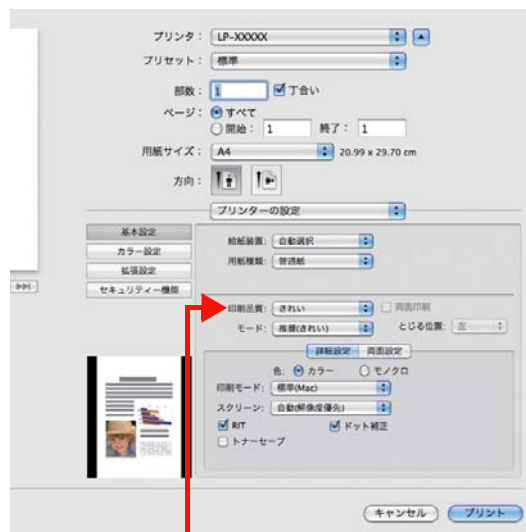 プリンタ： LP-XXXXX
プリセット： 標準
部数： 1 丁合い
ページ： すべて
開始： 1 終了： 1
用紙サイズ： A4 20.99 x 29.70 cm
方向：
プリンターの設定
基本設定
カラー設定
拡張設定
セキュリティー機能
給紙装置： 自動選択
用紙種類： 普通紙
印刷品質： きれい 両面印刷
モード： 推奨(きれい) とじる位置： 左
詳細設定 両面設定
色： カラー モノクロ
印刷モード： 標準(Mac)
スクリーン： 自動(解像度優先)
RIT ドット補正
トナーセーブ
キャンセル プリント